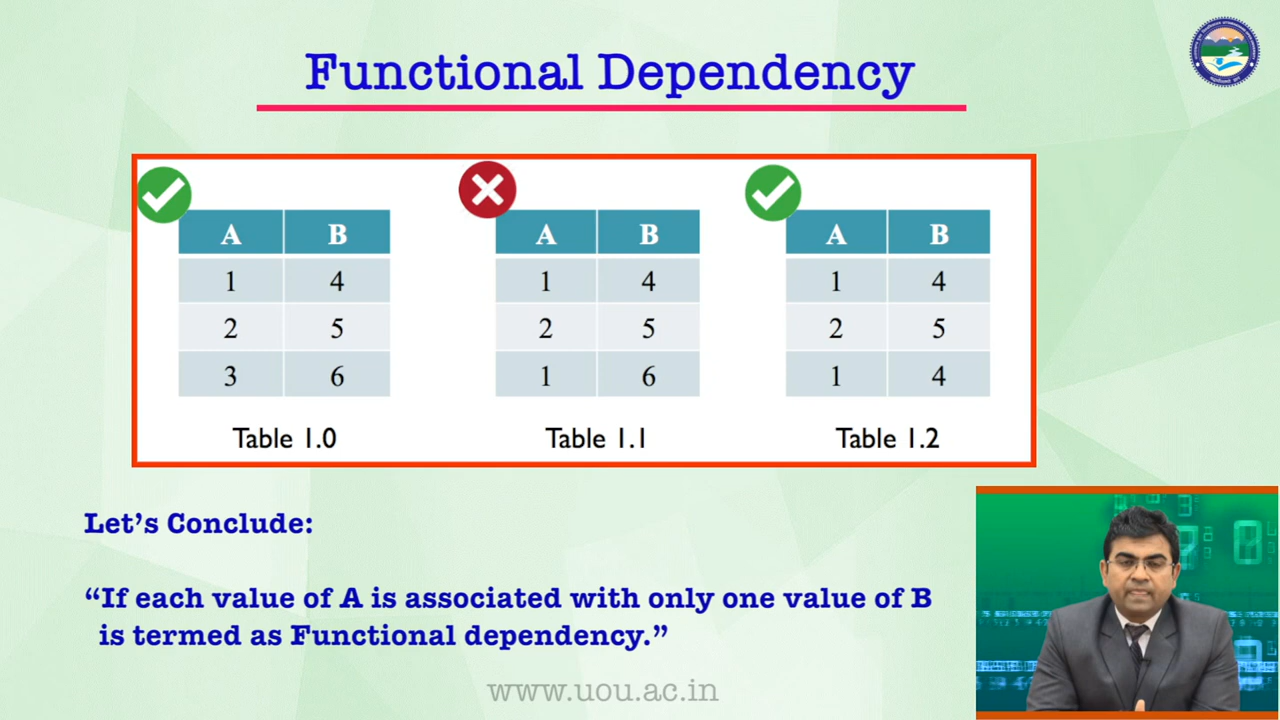 Functional Dependency
A B
1 4
2 5
3 6
Table 1.0
A B
1 4
2 5
1 6
Table 1.1
A B
1 4
2 5
1 4
Table 1.2
Let's Conclude:
“If each value of A is associated with only one value of B
is termed as Functional dependency.”
www.uou.ac.in